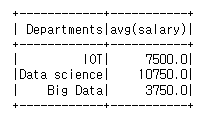 +------------+-----------+
| Departments|avg(salary)|
+------------+-----------+
|         IOT|     7500.0|
|Data science|    10750.0|
|    Big Data|     3750.0|
+------------+-----------+